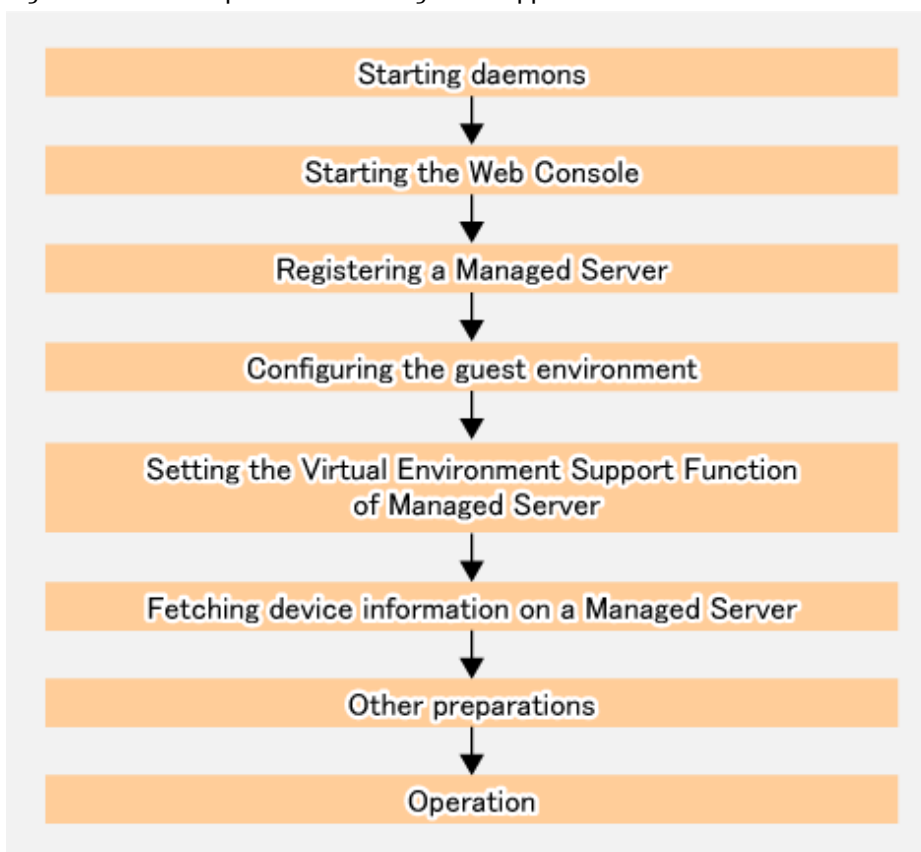 Starting daemons
Starting the Web Console
Registering a Managed Server
Configuring the guest environment
Setting the Virtual Environment Support Function
of Managed Server
Fetching device information on a Managed Server
Other preparations
Operation